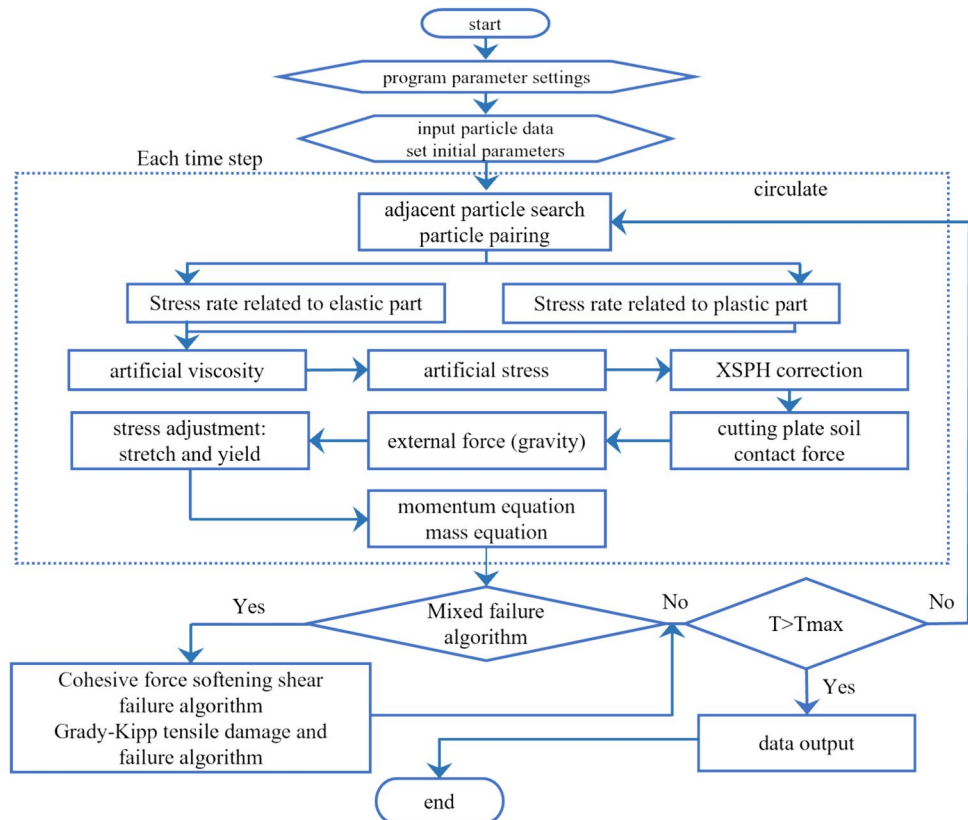 start
program parameter settings
input particle data
set initial parameters
Each time step
circulate
adjacent particle search
particle pairing
Stress rate related to elastic part
Stress rate related to plastic part
artificial viscosity
artificial stress
XSPH correction
stress adjustment:
stretch and yield
external force (gravity)
cutting plate soil
contact force
momentum equation
mass equation
Yes
Mixed failure
algorithm
No
T>Tmax
No
Cohesive force softening shear
failure algorithm
Grady-Kipp tensile damage and
failure algorithm
Yes
data output
end